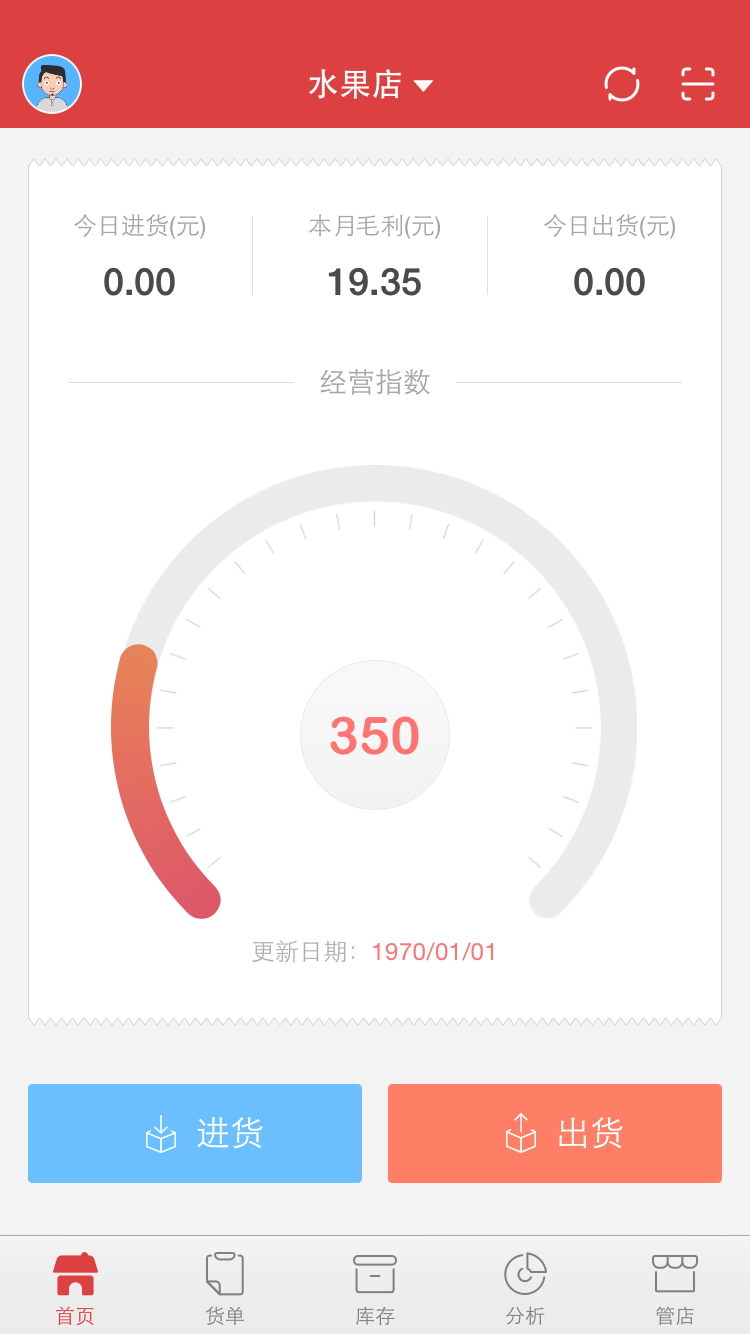 水果店
今日进货(元) 本月毛利(元) 今日出货(元)
0.00 19.35 0.00
经营指数
350
更新日期: 1970/01/01
进货 出货
首页 货单 库存 分析 管店